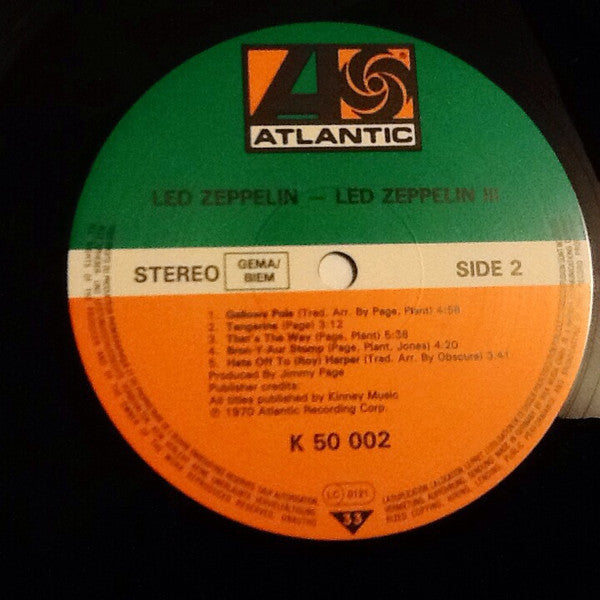 ATLANTIC
LED ZEPPELIN — LED ZEPPELIN III
STEREO GEMA/ BIEM SIDE 2
1. Gallows Pole (Trad. Arr. By Page, Plant) 4:56
2. Tangerine (Page) 3:12
3. That's The Way (Page, Plant) 5:36
4. Bron-Y-Aur Stomp (Page, Plant, Jones) 4:20
5. Hats Off To (Roy) Harper (Trad. Arr. By Obscure) 3:41
Produced By Jimmy Page
Publisher credits:
All titles published by Kinney Music
℗ 1970 Atlantic Recording Corp.
K 50 002
LC 0121
33